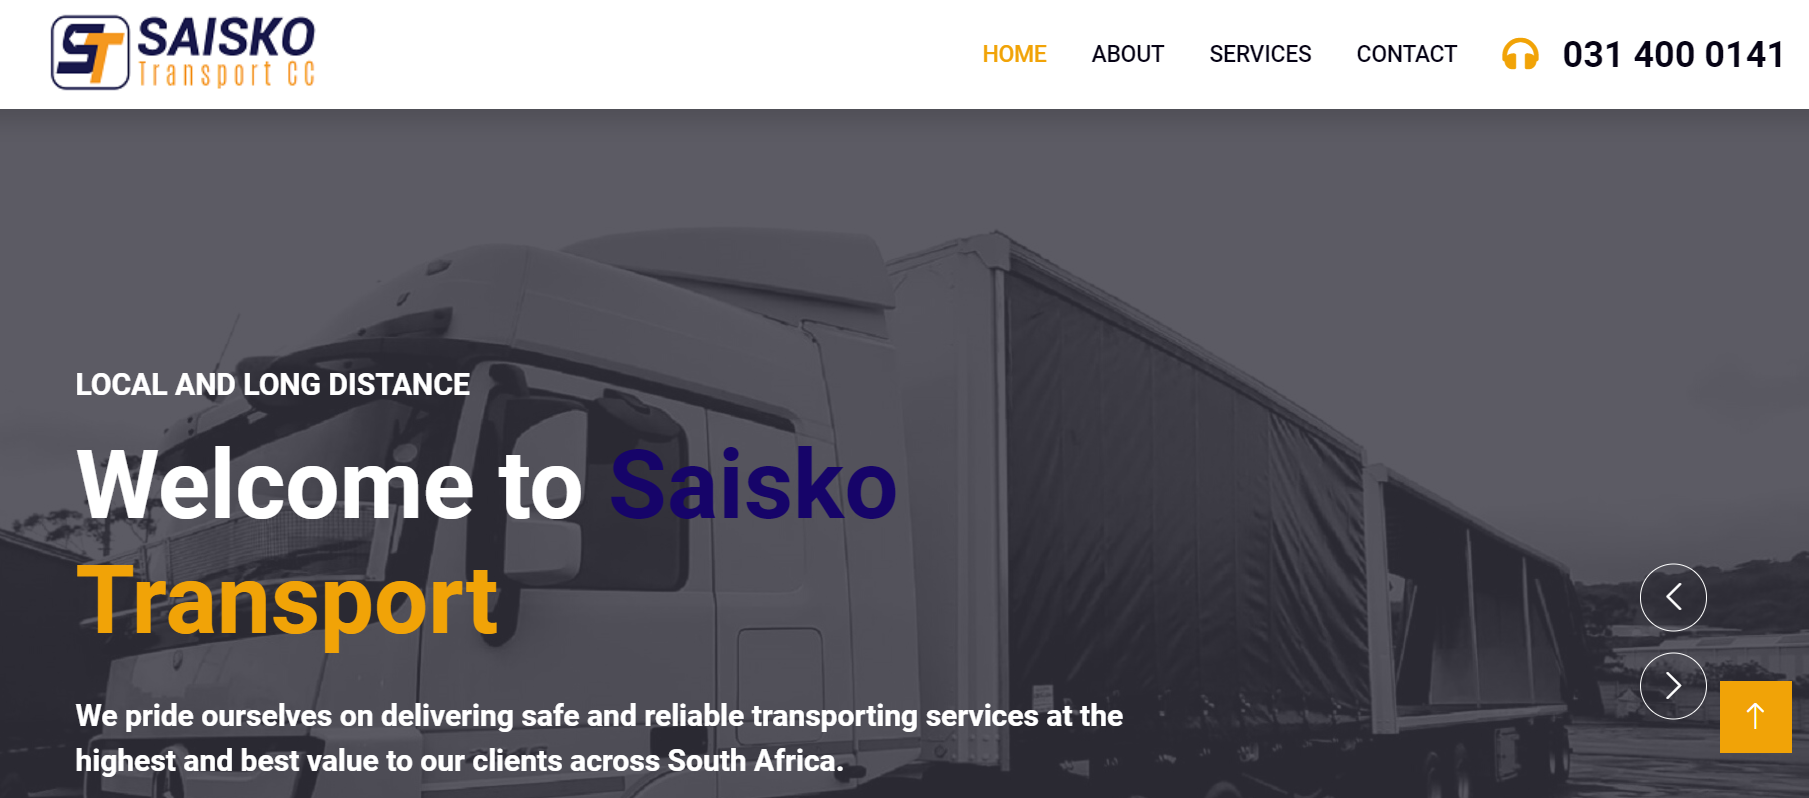 ST SAISKO
Transport CC
HOME ABOUT SERVICES CONTACT 031 400 0141
LOCAL AND LONG DISTANCE
Welcome to Saisko
Transport
We pride ourselves on delivering safe and reliable transporting services at the
highest and best value to our clients across South Africa.